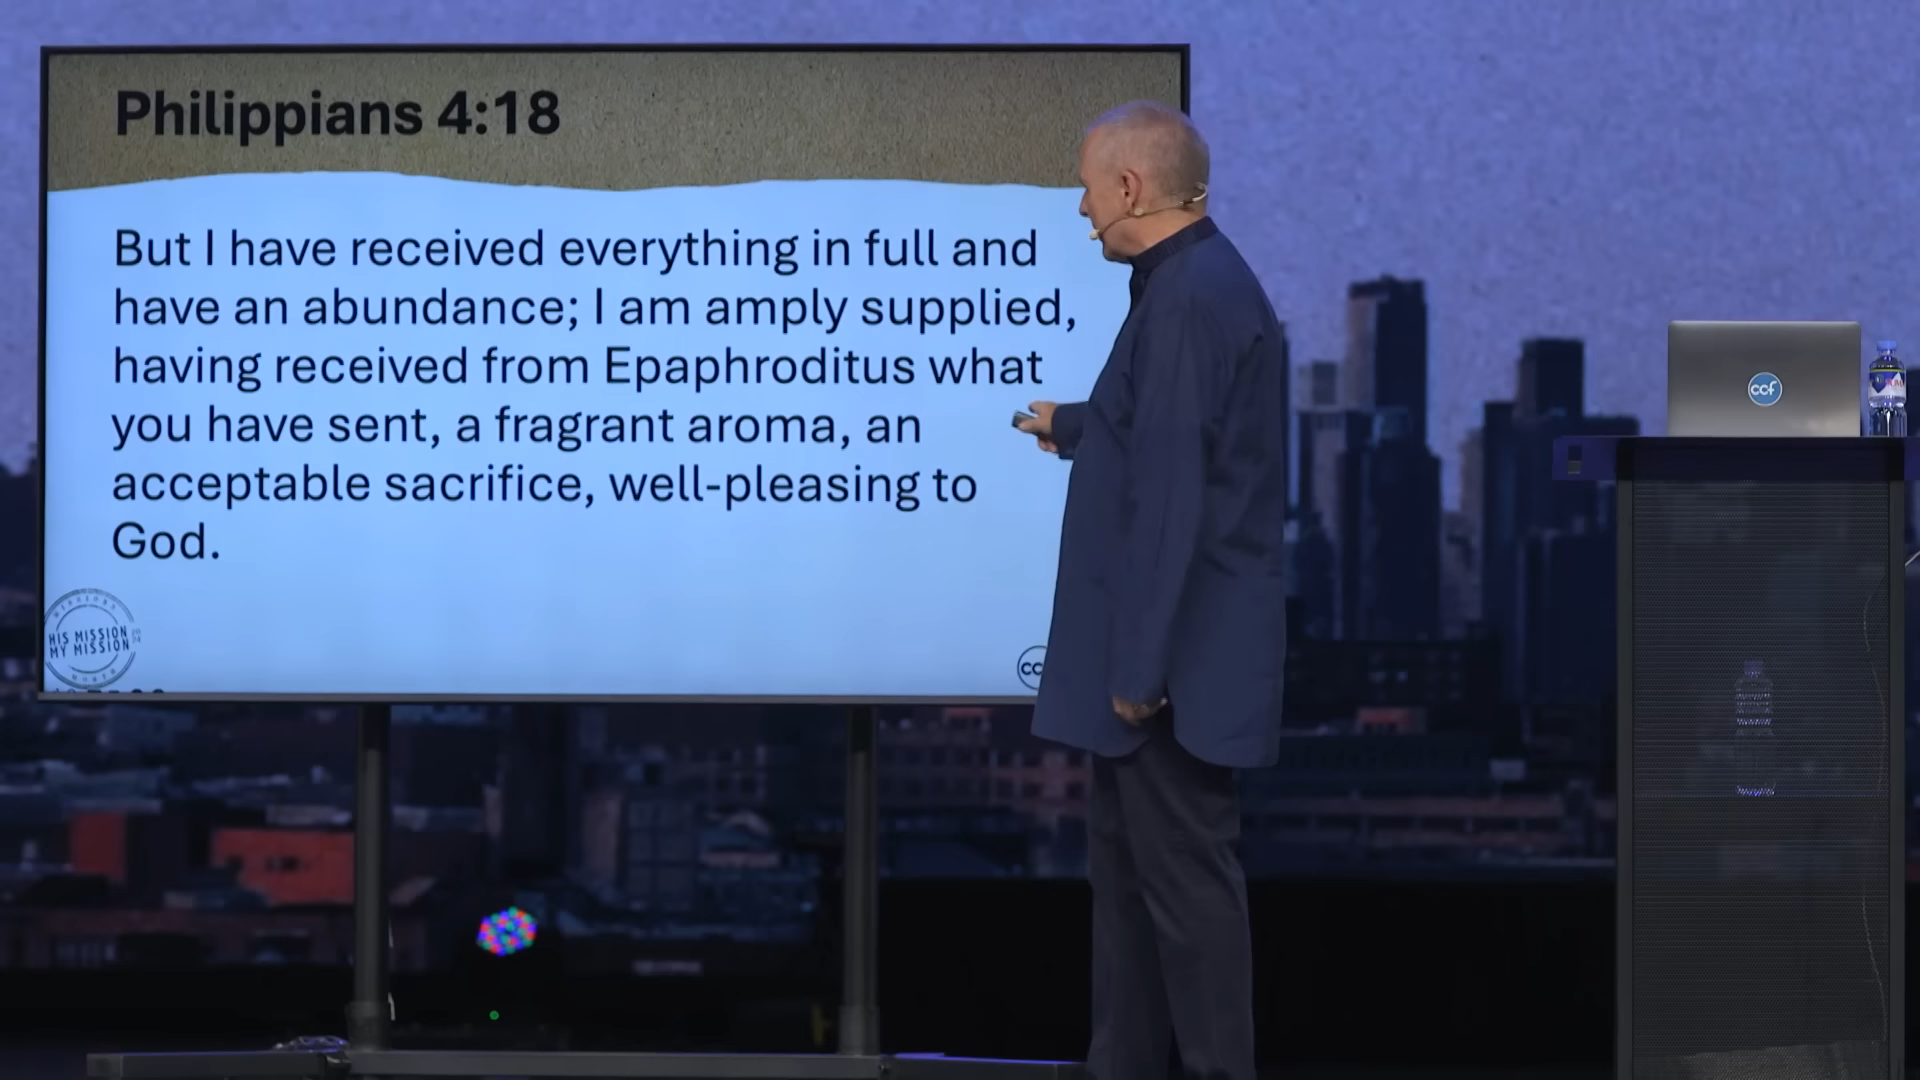 Philippians 4:18
But I have received everything in full and
have an abundance; I am amply supplied,
having received from Epaphroditus what
you have sent, a fragrant aroma, an
acceptable sacrifice, well-pleasing to
God.
HIS MISSION
MY MISSION
cc
ccf